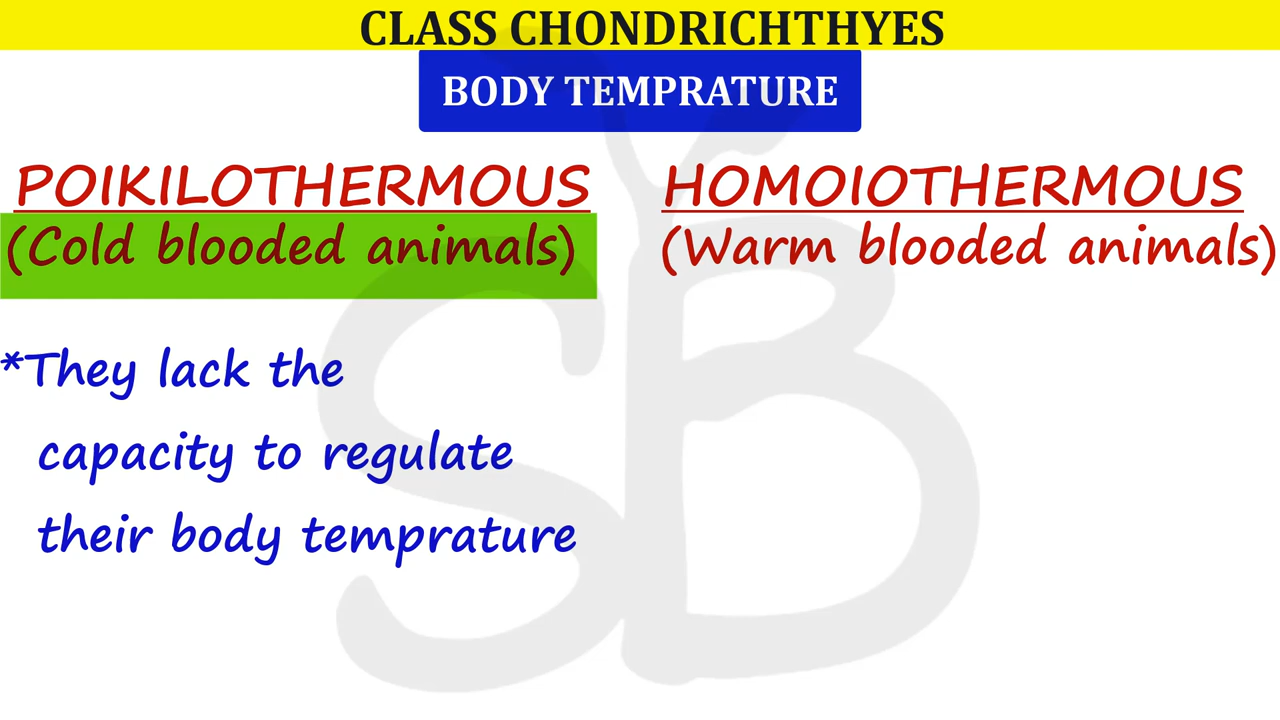 CLASS CHONDRICHTHYES
BODY TEMPRATURE
POIKILOTHERMOUS
(Cold blooded animals)
*They lack the
capacity to regulate
their body temprature
HOMOIOTHERMOUS
(Warm blooded animals)
SB